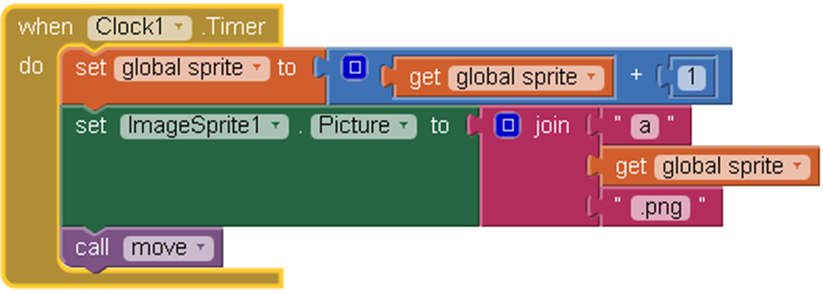 when Clock1 .Timer
do set global sprite to get global sprite + 1
set ImageSprite1 . Picture to join " a "
get global sprite
" .png "
call move